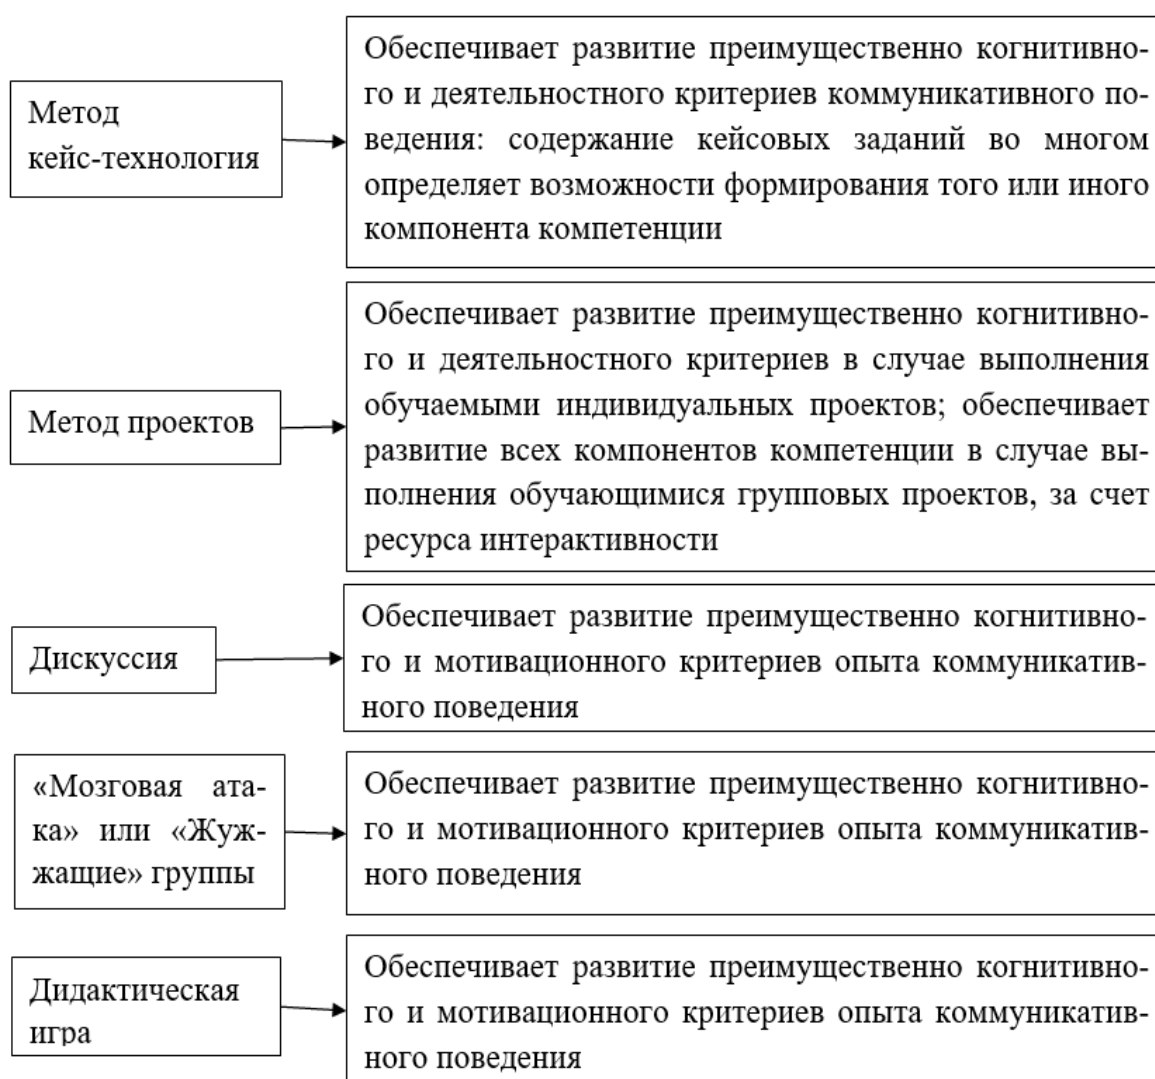 Метод
кейс-технология
Обеспечивает развитие преимущественно когнитивно-
го и деятельностного критериев коммуникативного по-
ведения: содержание кейсовых заданий во многом
определяет возможности формирования того или иного
компонента компетенции
Метод проектов
Обеспечивает развитие преимущественно когнитивно-
го и деятельностного критериев в случае выполнения
обучаемыми индивидуальных проектов; обеспечивает
развитие всех компонентов компетенции в случае вы-
полнения обучающимися групповых проектов, за счет
ресурса интерактивности
Дискуссия
Обеспечивает развитие преимущественно когнитивно-
го и мотивационного критериев опыта коммуникатив-
ного поведения
«Мозговая ата-
ка» или «Жуж-
жащие» группы
Обеспечивает развитие преимущественно когнитивно-
го и мотивационного критериев опыта коммуникатив-
ного поведения
Дидактическая
игра
Обеспечивает развитие преимущественно когнитивно-
го и мотивационного критериев опыта коммуникатив-
ного поведения